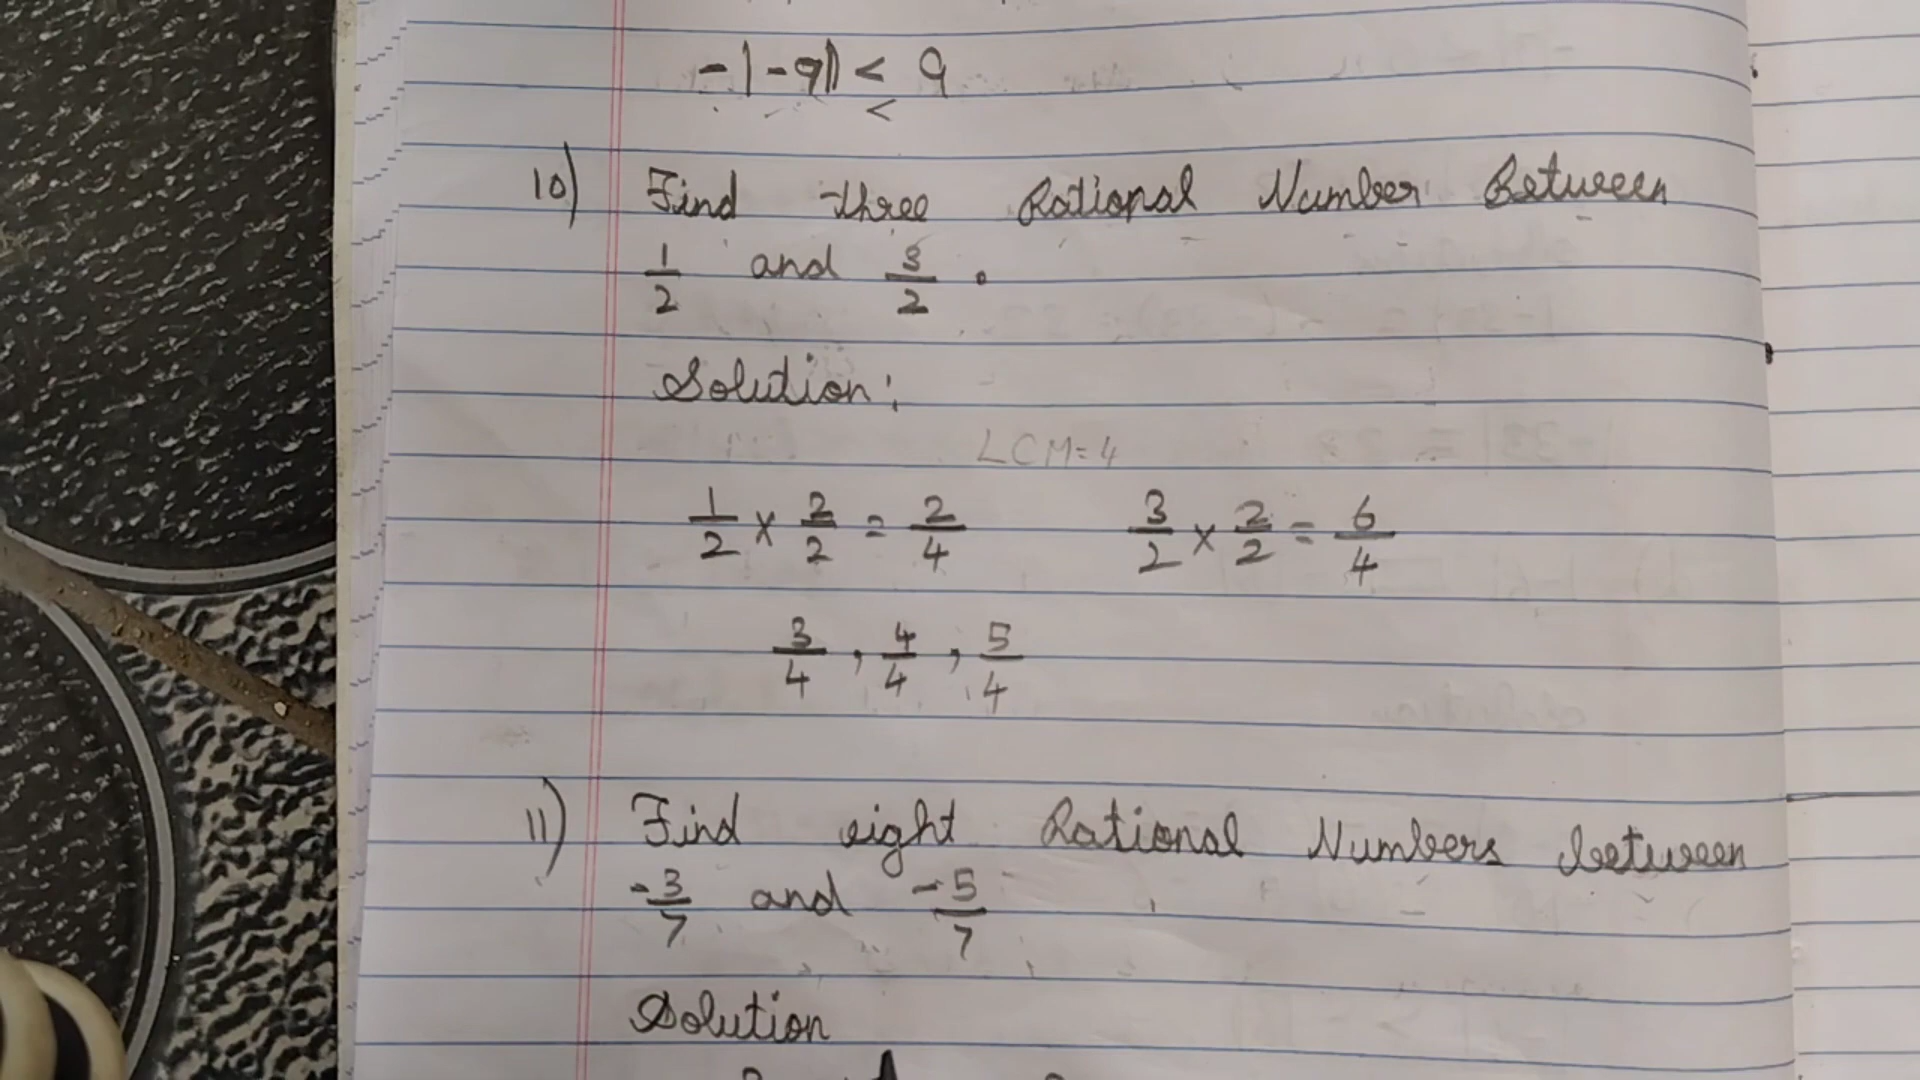 -|-9|| < 9
<
10) Find three Rational Number Between
1/2 and 3/2 .
Solution:
LCM=4
1/2 x 2/2 = 2/4 3/2 x 2/2 = 6/4
3/4 , 4/4 , 5/4
11) Find eight Rational Numbers between
-3/7 and -5/7
Solution